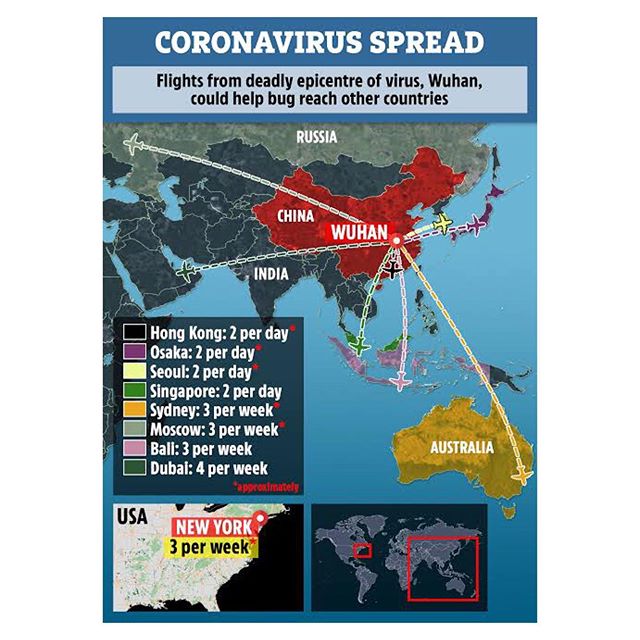 CORONAVIRUS SPREAD
Flights from deadly epicentre of virus, Wuhan,
could help bug reach other countries
RUSSIA
CHINA
WUHAN
INDIA
Hong Kong: 2 per day*
Osaka: 2 per day*
Seoul: 2 per day*
Singapore: 2 per day
Sydney: 3 per week*
Moscow: 3 per week*
Bali: 3 per week
Dubai: 4 per week
*approximately
AUSTRALIA
USA
NEW YORK
3 per week*